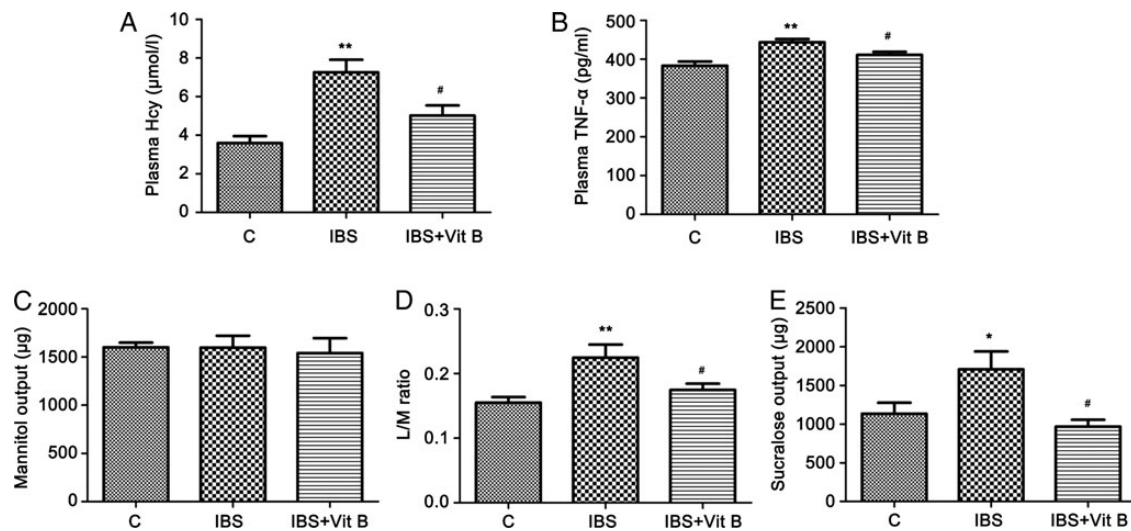 A
Plasma Hcy (μmol/l)
10
8
6
4
2
0
**
#
C IBS IBS+Vit B
B
Plasma TNF-α (pg/ml)
500
400
300
200
100
0
**
#
C IBS IBS+Vit B
C
Mannitol output (μg)
2000
1500
1000
500
0
C IBS IBS+Vit B
D
L/M ratio
0.3
0.2
0.1
0.0
**
#
C IBS IBS+Vit B
E
Sucralose output (μg)
2500
2000
1500
1000
500
0
*
#
C IBS IBS+Vit B